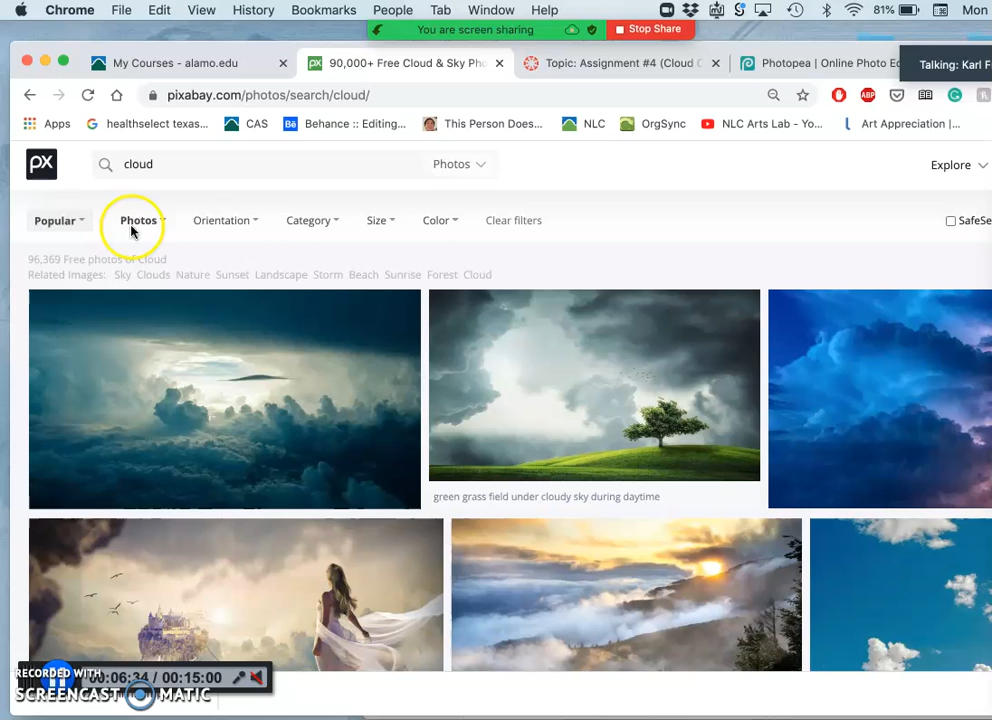 Chrome File Edit View History Bookmarks People Tab Window Help 81% Mon
You are screen sharing Stop Share
My Courses - alamo.edu 90,000+ Free Cloud & Sky Pho Topic: Assignment #4 (Cloud C Photopea | Online Photo Ed Talking: Karl F
pixabay.com/photos/search/cloud/ ABP
Apps healthselect texas... CAS Behance :: Editing... This Person Does... NLC OrgSync NLC Arts Lab - Yo... Art Appreciation |...
px cloud Photos Explore
Popular Photos Orientation Category Size Color Clear filters SafeSe
96,369 Free photos of Cloud
Related Images: Sky Clouds Nature Sunset Landscape Storm Beach Sunrise Forest Cloud
green grass field under cloudy sky during daytime
RECORDED WITH 00:06:34 / 00:15:00
SCREENCAST MATIC